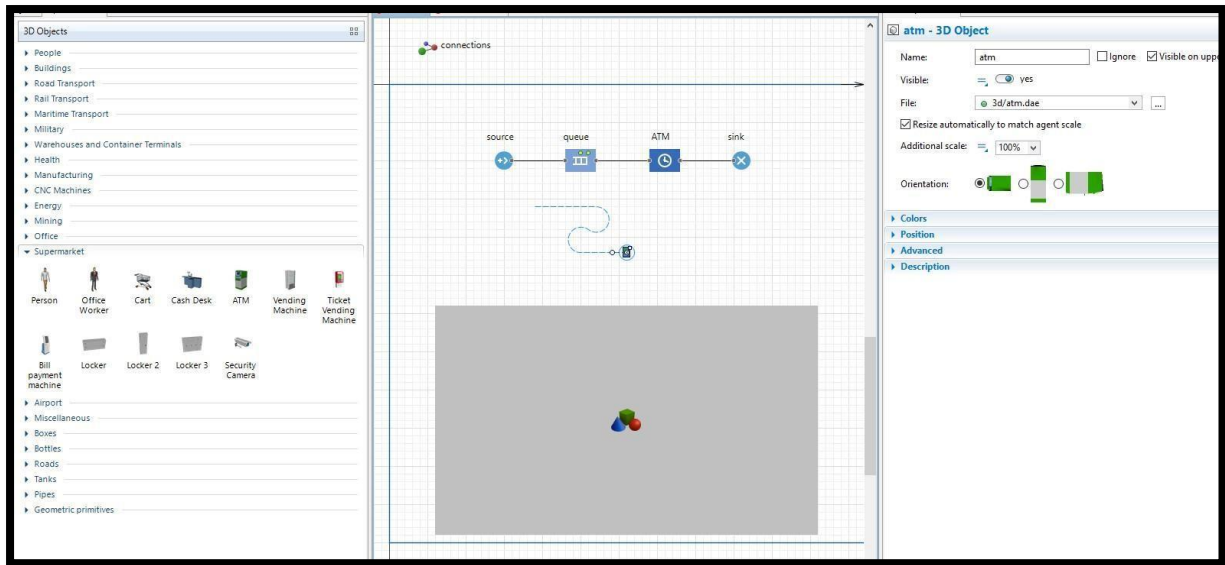 3D Objects
People
Buildings
Road Transport
Rail Transport
Maritime Transport
Military
Warehouses and Container Terminals
Health
Manufacturing
CNC Machines
Energy
Mining
Office
Supermarket
Person
Office
Worker
Cart
Cash Desk
ATM
Vending
Machine
Ticket
Vending
Machine
Bill
payment
machine
Locker
Locker 2
Locker 3
Security
Camera
Airport
Miscellaneous
Boxes
Bottles
Roads
Tanks
Pipes
Geometric primitives
connections
source
queue
ATM
sink
atm - 3D Object
Name: atm Ignore Visible on uppe
Visible: yes
File: 3d/atm.dae ...
Resize automatically to match agent scale
Additional scale: 100%
Orientation:
Colors
Position
Advanced
Description